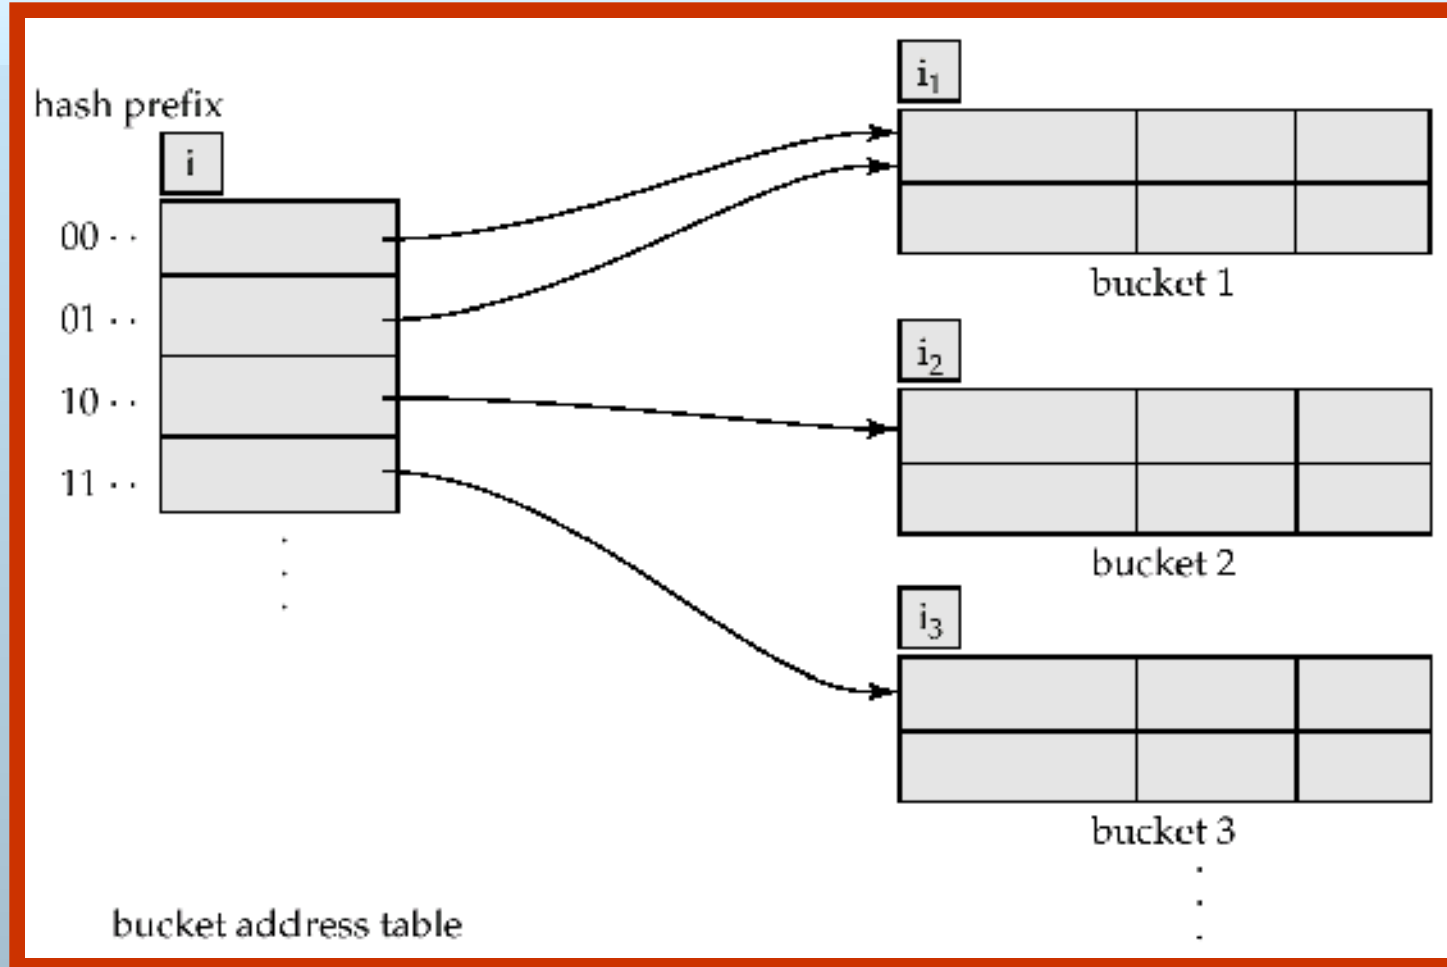 hash prefix
i
00 · ·
01 · ·
10 · ·
11 · ·
bucket address table
i₁
bucket 1
i₂
bucket 2
i₃
bucket 3